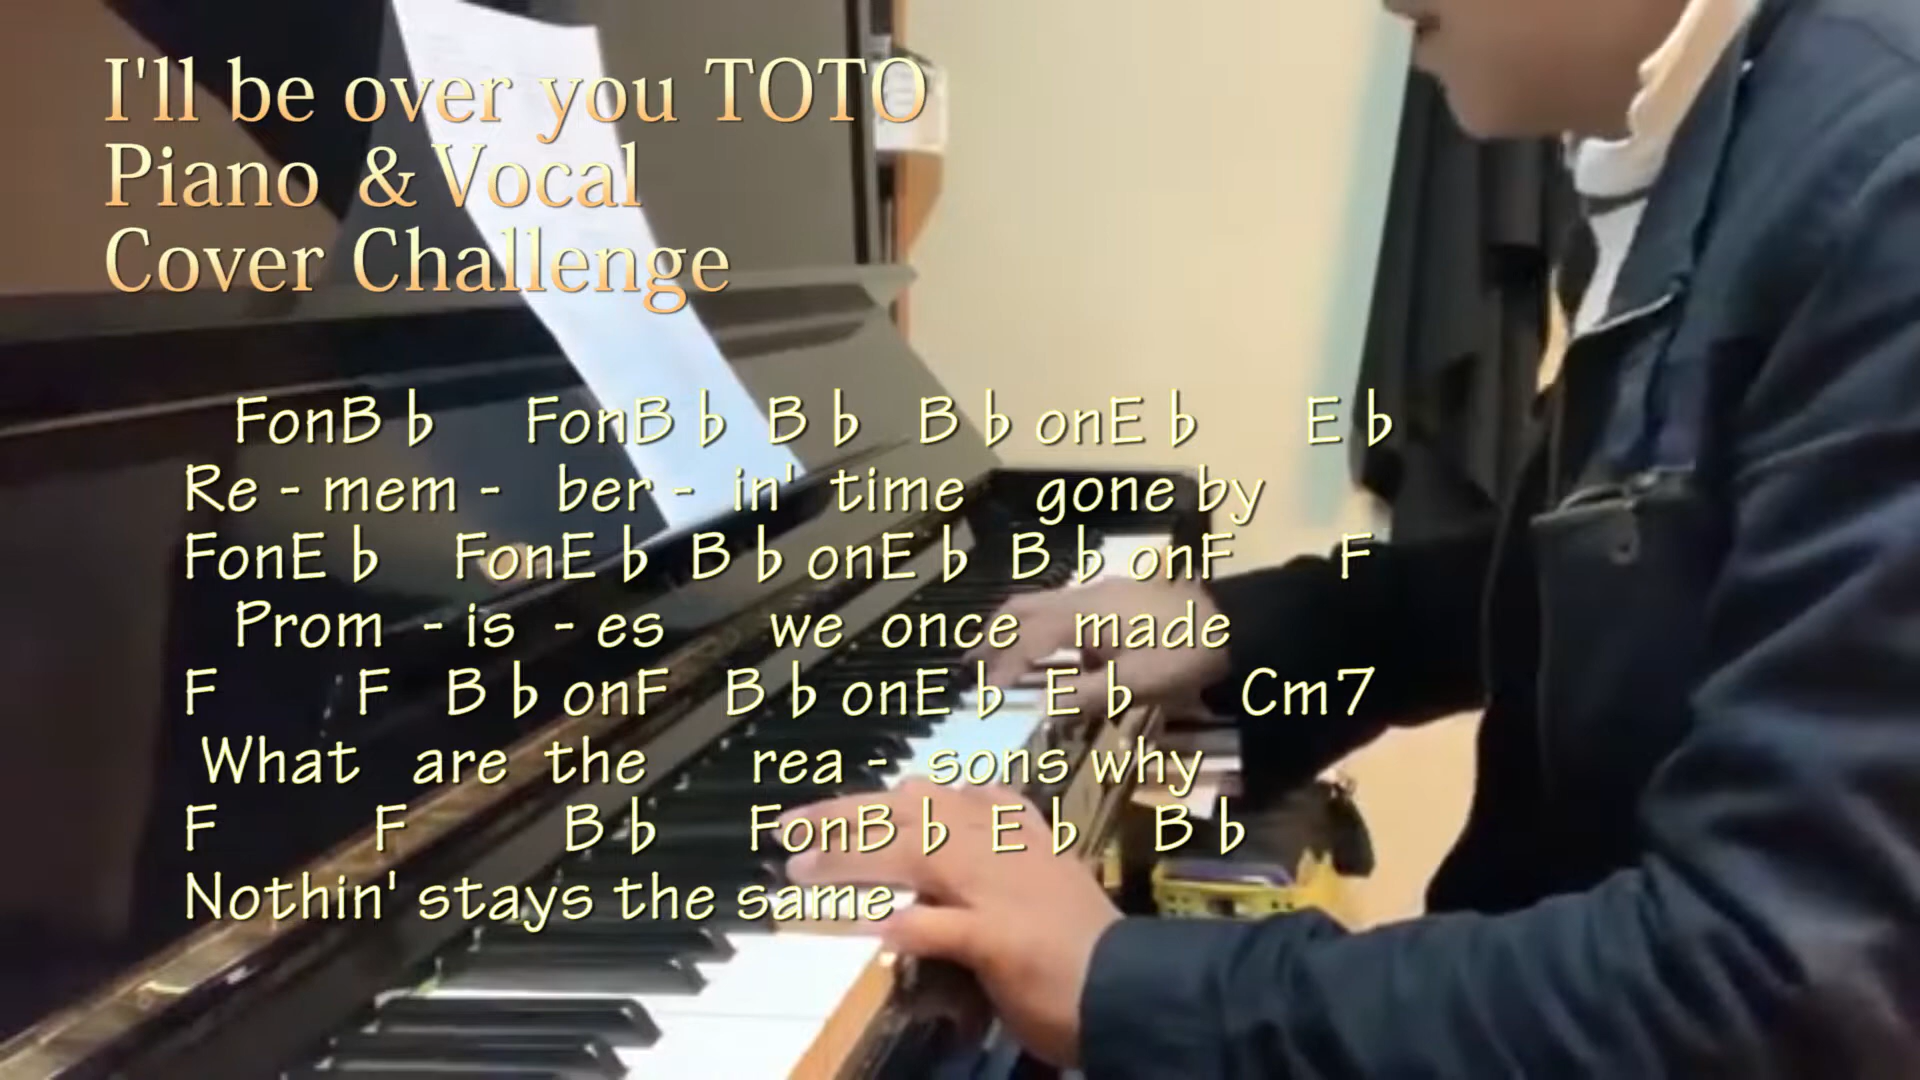 I'll be over you TOTO
Piano & Vocal
Cover Challenge
FonB♭ FonB♭ B♭ B♭onE♭ E♭
Re - mem - ber - in' time gone by
FonE♭ FonE♭ B♭onE♭ B♭onF F
Prom - is - es we once made
F F B♭onF B♭onE♭ E♭ Cm7
What are the rea - sons why
F F B♭ FonB♭ E♭ B♭
Nothin' stays the same